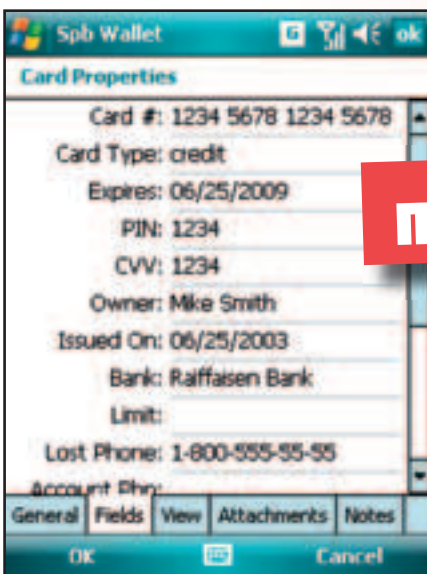 Spb Wallet G ok
Card Properties
Card #: 1234 5678 1234 5678
Card Type: credit
Expires: 06/25/2009
PIN: 1234
CVV: 1234
Owner: Mike Smith
Issued On: 06/25/2003
Bank: Raiffaisen Bank
Limit:
Lost Phone: 1-800-555-55-55
Account Pho:
General Fields View Attachments Notes
OK Cancel